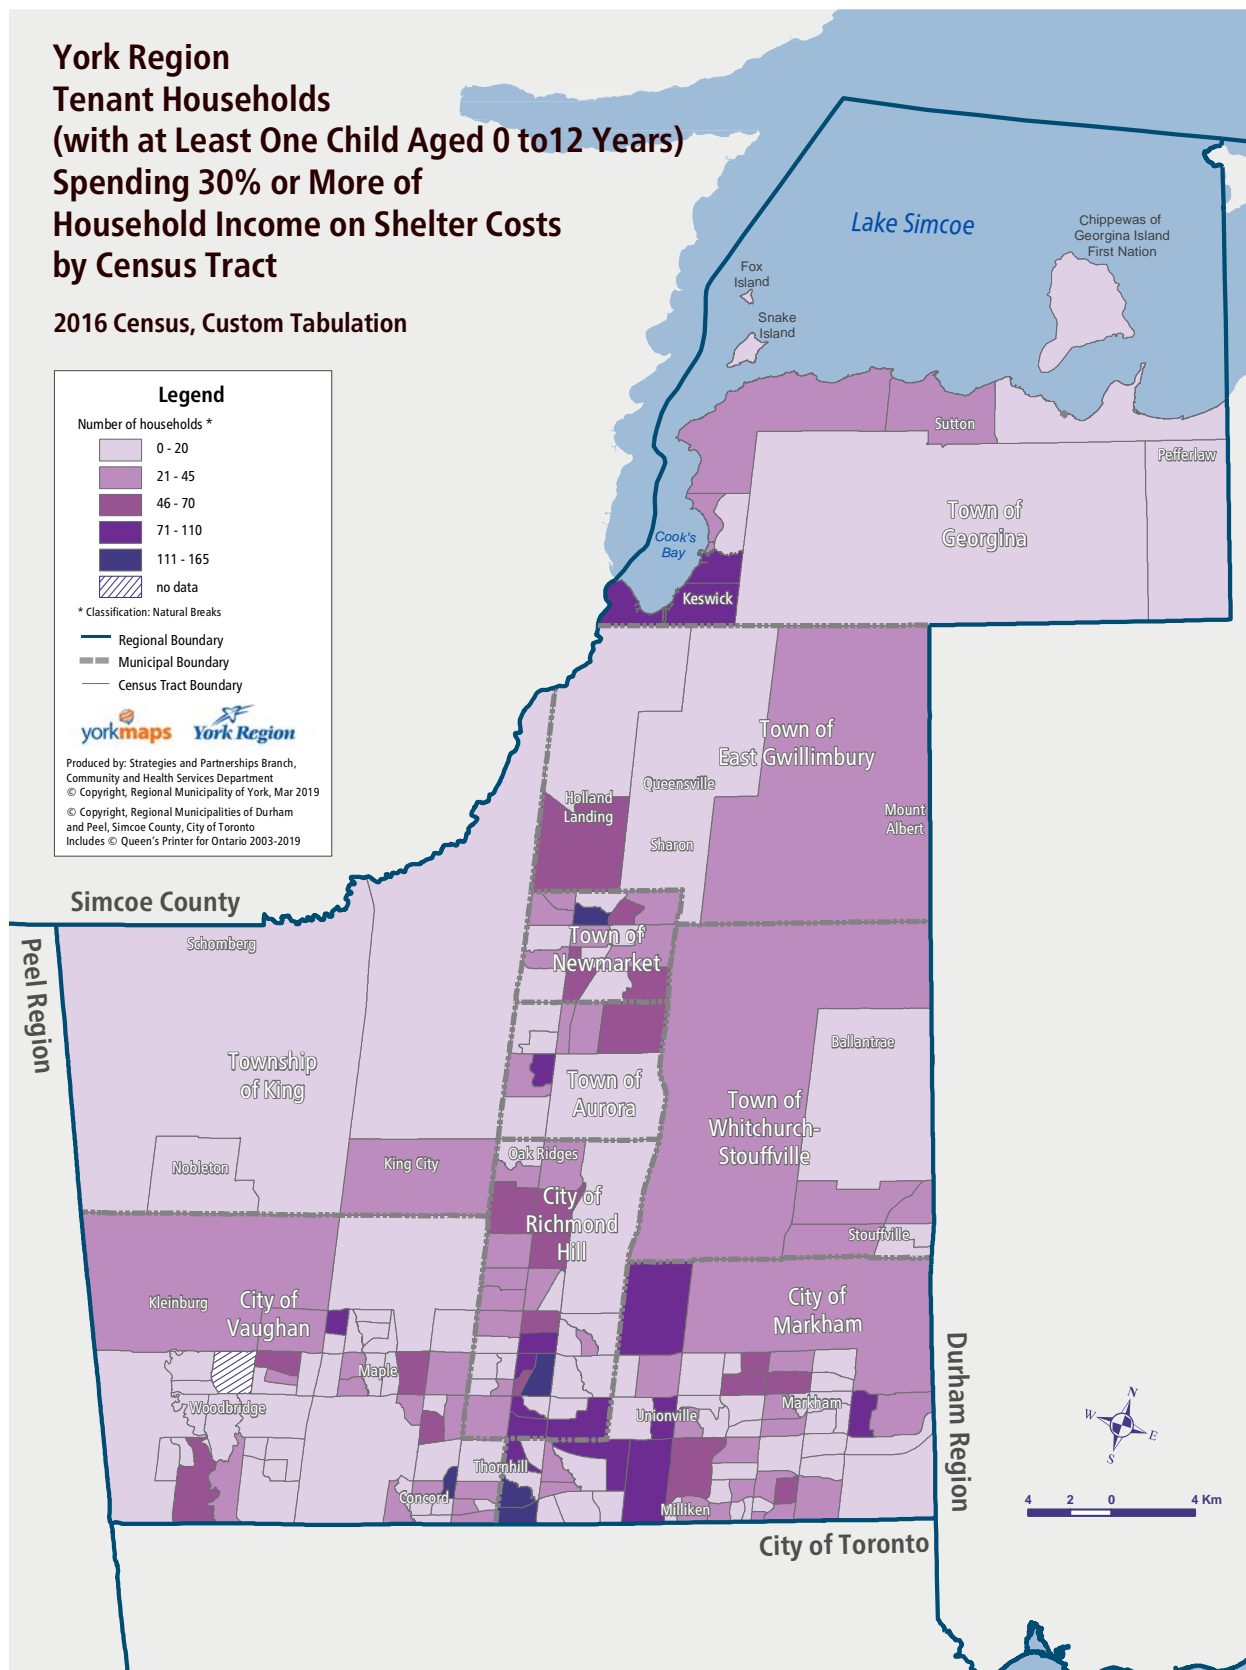 York Region
Tenant Households
(with at Least One Child Aged 0 to12 Years)
Spending 30% or More of
Household Income on Shelter Costs
by Census Tract
2016 Census, Custom Tabulation
Legend
Number of households *
0 - 20
21 - 45
46 - 70
71 - 110
111 - 165
no data
* Classification: Natural Breaks
Regional Boundary
Municipal Boundary
Census Tract Boundary
yorkmaps
York Region
Produced by: Strategies and Partnerships Branch,
Community and Health Services Department
© Copyright, Regional Municipality of York, Mar 2019
© Copyright, Regional Municipalities of Durham
and Peel, Simcoe County, City of Toronto
Includes © Queen's Printer for Ontario 2003-2019
Lake Simcoe
Chippewas of
Georgina Island
First Nation
Fox
Island
Snake
Island
Sutton
Pefferlaw
Town of
Georgina
Cook's
Bay
Keswick
Town of
East Gwillimbury
Queensville
Holland
Landing
Mount
Albert
Sharon
Simcoe County
Peel Region
Schomberg
Town of
Newmarket
Township
of King
Ballantrae
Town of
Aurora
Town of
Whitchurch-
Stouffville
Nobleton
King City
Oak Ridges
City of
Richmond
Hill
Stouffville
Kleinburg
City of
Vaughan
City of
Markham
Maple
Woodbridge
Unionville
Markham
Durham Region
Thornhill
Concord
Milliken
City of Toronto
N
W
E
S
4 2 0 4 Km